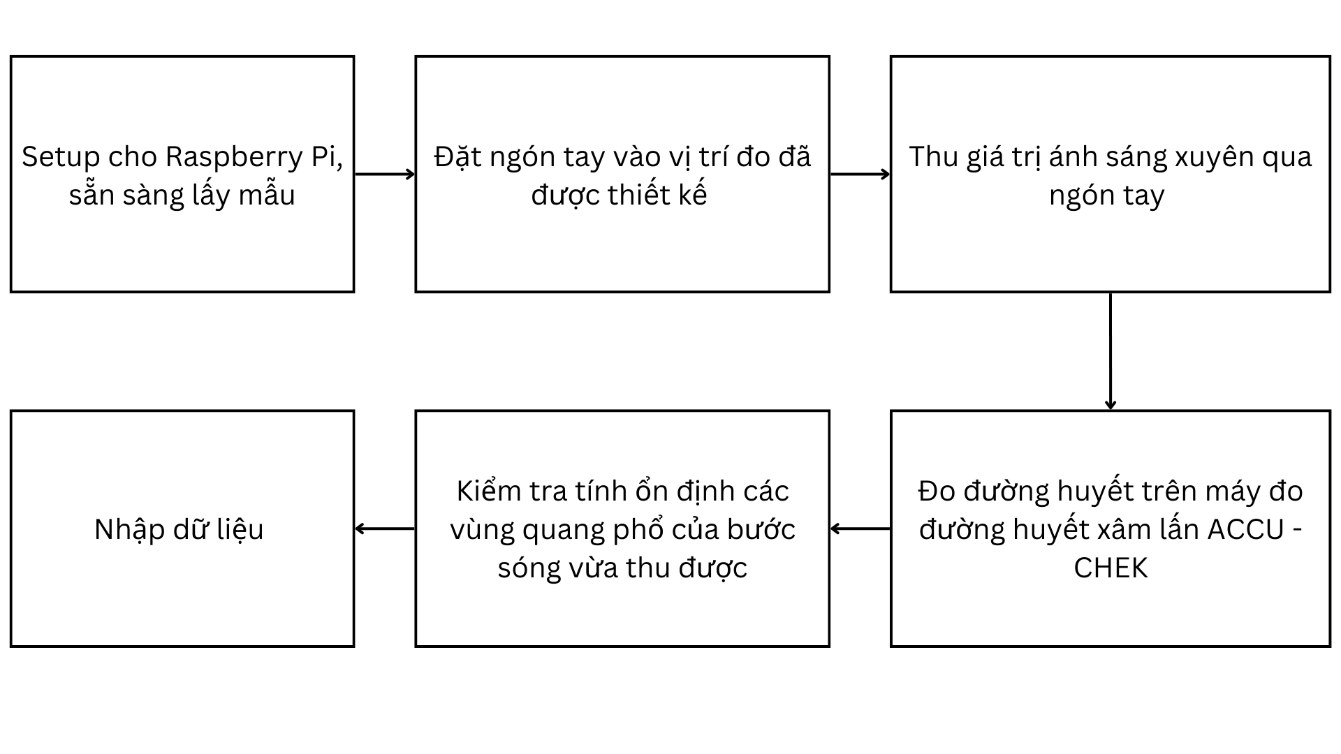 Setup cho Raspberry Pi,
sẵn sàng lấy mẫu
Đặt ngón tay vào vị trí đo đã
được thiết kế
Thu giá trị ánh sáng xuyên qua
ngón tay
Đo đường huyết trên máy đo
đường huyết xâm lấn ACCU -
CHEK
Kiểm tra tính ổn định các
vùng quang phổ của bước
sóng vừa thu được
Nhập dữ liệu